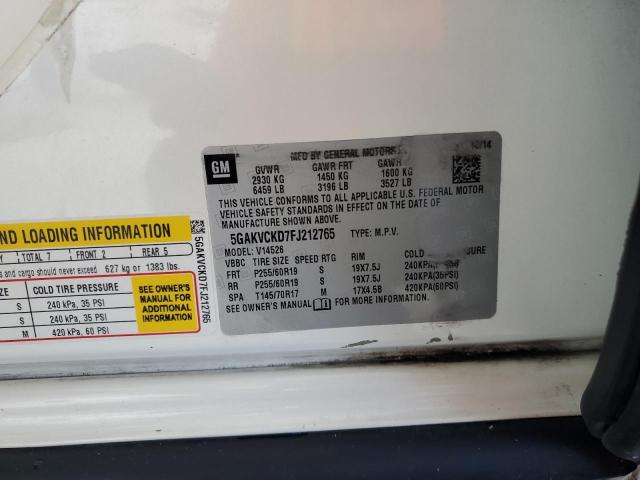 ND LOADING INFORMATION
TOTAL 7 FRONT 2 REAR 5
s and cargo should never exceed 627 kg or 1383 lbs.
SIZE COLD TIRE PRESSURE
S 240 kPa, 35 PSI
S 240 kPa, 35 PSI
M 420 kPa, 60 PSI
SEE OWNER'S
MANUAL FOR
ADDITIONAL
INFORMATION
5GAKVCKD7FJ212765
GM
MFD BY GENERAL MOTORS /14
GVWR GAWR FRT GAWR
2930 KG 1450 KG 1600 KG
6459 LB 3196 LB 3527 LB
THIS VEHICLE CONFORMS TO ALL APPLICABLE U.S. FEDERAL MOTOR
VEHICLE SAFETY STANDARDS IN EFFECT ON THE DATE OF
MANUFACTURE SHOWN ABOVE.
5GAKVCKD7FJ212765 TYPE: M.P.V.
MODEL: V14526
VBBC TIRE SIZE SPEED RTG RIM COLD TIRE PRESSURE
FRT P255/60R19 S 19X7.5J 240KPA
RR P255/60R19 S 19X7.5J 240KPA(35PSI)
SPA T145/70R17 M 17X4.5B 420KPA(60PSI)
SEE OWNER'S MANUAL FOR MORE INFORMATION.